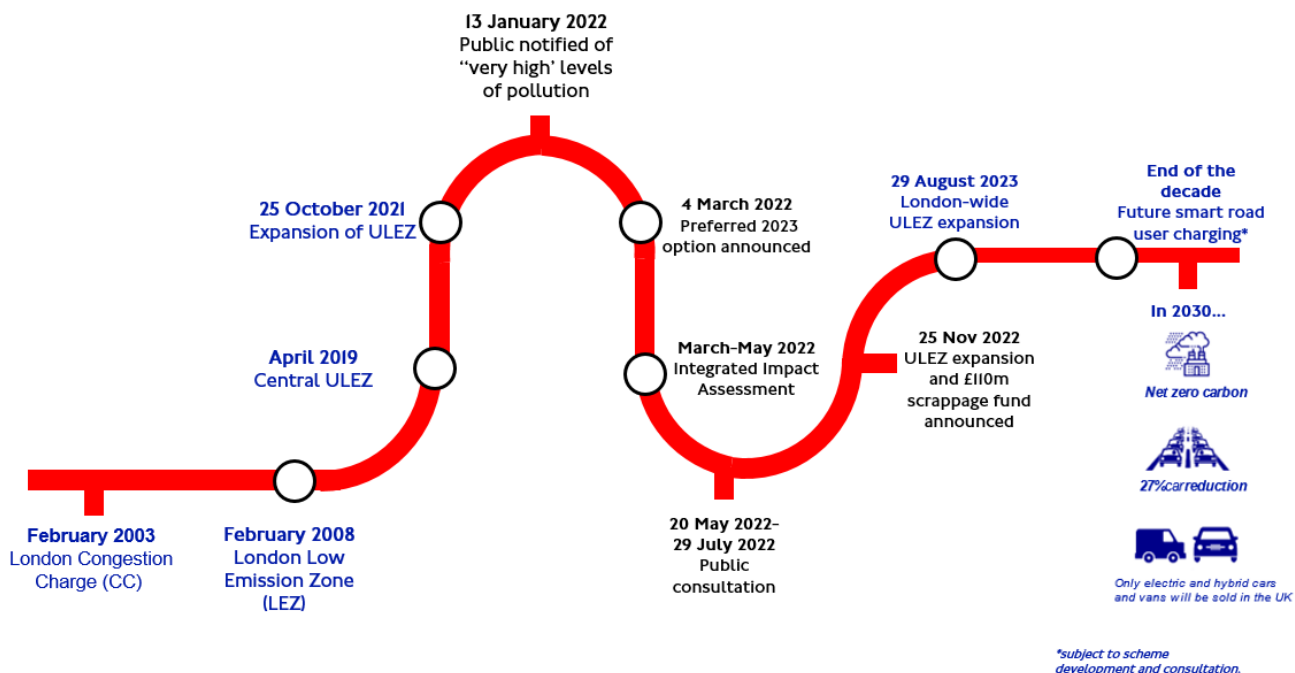 February 2003
London Congestion
Charge (CC)
February 2008
London Low
Emission Zone
(LEZ)
April 2019
Central ULEZ
25 October 2021
Expansion of ULEZ
13 January 2022
Public notified of
“very high’ levels
of pollution
4 March 2022
Preferred 2023
option announced
March-May 2022
Integrated Impact
Assessment
20 May 2022-
29 July 2022
Public
consultation
25 Nov 2022
ULEZ expansion
and £110m
scrappage fund
announced
29 August 2023
London-wide
ULEZ expansion
End of the
decade
Future smart road
user charging*
In 2030...
Net zero carbon
27%carreduction
Only electric and hybrid cars
and vans will be sold in the UK
*subject to scheme
development and consultation.